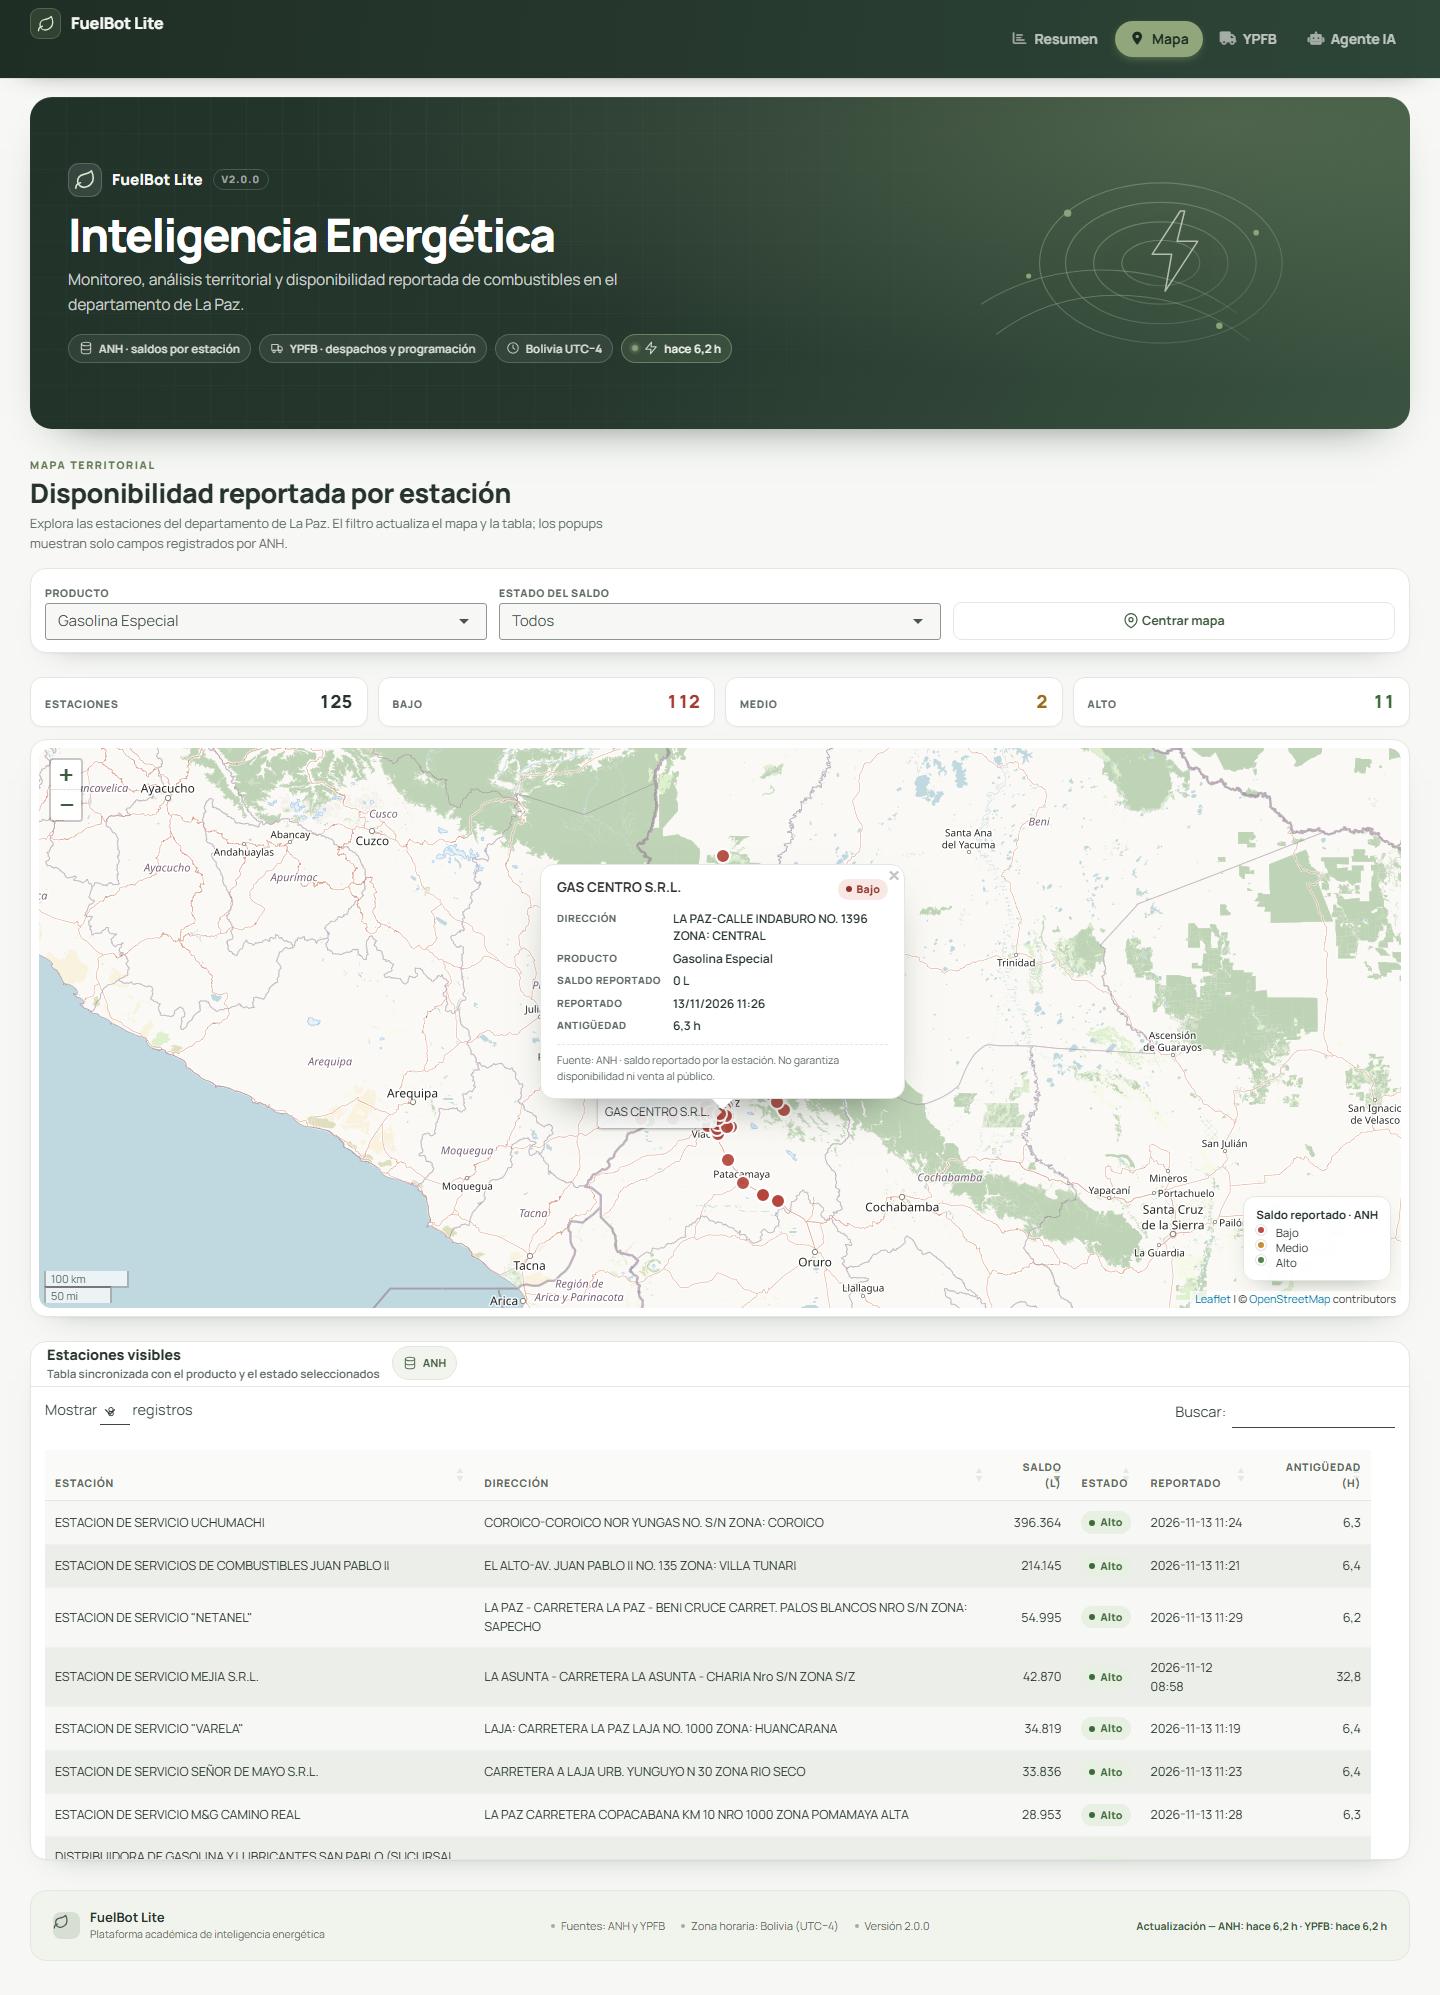 FuelBot Lite
Resumen
Mapa
YPFB
Agente IA
FuelBot Lite
V2.0.0
Inteligencia Energética
Monitoreo, análisis territorial y disponibilidad reportada de combustibles en el
departamento de La Paz.
ANH · saldos por estación
YPFB · despachos y programación
Bolivia UTC−4
hace 6,2 h
MAPA TERRITORIAL
Disponibilidad reportada por estación
Explora las estaciones del departamento de La Paz. El filtro actualiza el mapa y la tabla; los popups
muestran solo campos registrados por ANH.
PRODUCTO
Gasolina Especial
ESTADO DEL SALDO
Todos
Centrar mapa
ESTACIONES 125
BAJO 112
MEDIO 2
ALTO 11
+
−
ancavelica
Ayacucho
Cusco
Abancay
Cuzco
Andahuaylas
Ayacucho
Apurímac
Santa Ana
del Yacuma
Beni
Trinidad
Ascensión
de Guarayos
Arequipa
Arequipa
Juli
GAS CENTRO S.R.L.
Bajo
×
DIRECCIÓN LA PAZ-CALLE INDABURO NO. 1396
ZONA: CENTRAL
PRODUCTO Gasolina Especial
SALDO REPORTADO 0 L
REPORTADO 13/11/2026 11:26
ANTIGÜEDAD 6,3 h
Fuente: ANH · saldo reportado por la estación. No garantiza
disponibilidad ni venta al público.
GAS CENTRO S.R.L.
z
Viac
San Ignacio
de Velasco
San Julián
Moquegua
Moquegua
Patacamaya
Cochabamba
Cochabamba
Mineros
Yapacaní
Portachuelo
Santa Cruz
de la Sierra
Pailó
La Guardia
Tacna
Tacna
Oruro
Llallagua
Región de
Arica y Parinacota
Arica
Saldo reportado · ANH
Bajo
Medio
Alto
100 km
50 mi
Leaflet | © OpenStreetMap contributors
Estaciones visibles
Tabla sincronizada con el producto y el estado seleccionados
ANH
Mostrar 8 registros
Buscar:
ESTACIÓN DIRECCIÓN SALDO (L) ESTADO REPORTADO ANTIGÜEDAD (H)
ESTACION DE SERVICIO UCHUMACHI COROICO-COROICO NOR YUNGAS NO. S/N ZONA: COROICO 396.364 Alto 2026-11-13 11:24 6,3
ESTACION DE SERVICIOS DE COMBUSTIBLES JUAN PABLO II EL ALTO-AV. JUAN PABLO II NO. 135 ZONA: VILLA TUNARI 214.145 Alto 2026-11-13 11:21 6,4
ESTACION DE SERVICIO "NETANEL" LA PAZ - CARRETERA LA PAZ - BENI CRUCE CARRET. PALOS BLANCOS NRO S/N ZONA:
SAPECHO 54.995 Alto 2026-11-13 11:29 6,2
ESTACION DE SERVICIO MEJIA S.R.L. LA ASUNTA - CARRETERA LA ASUNTA - CHARIA Nro S/N ZONA S/Z 42.870 Alto 2026-11-12
08:58 32,8
ESTACION DE SERVICIO "VARELA" LAJA: CARRETERA LA PAZ LAJA NO. 1000 ZONA: HUANCARANA 34.819 Alto 2026-11-13 11:19 6,4
ESTACION DE SERVICIO SEÑOR DE MAYO S.R.L. CARRETERA A LAJA URB. YUNGUYO N 30 ZONA RIO SECO 33.836 Alto 2026-11-13 11:23 6,4
ESTACION DE SERVICIO M&G CAMINO REAL LA PAZ CARRETERA COPACABANA KM 10 NRO 1000 ZONA POMAMAYA ALTA 28.953 Alto 2026-11-13 11:28 6,3
DISTRIBUIDORA DE GASOLINA Y LUBRICANTES SAN PABLO (SUCURSAL
FuelBot Lite
Plataforma académica de inteligencia energética
Fuentes: ANH y YPFB
Zona horaria: Bolivia (UTC−4)
Versión 2.0.0
Actualización — ANH: hace 6,2 h · YPFB: hace 6,2 h